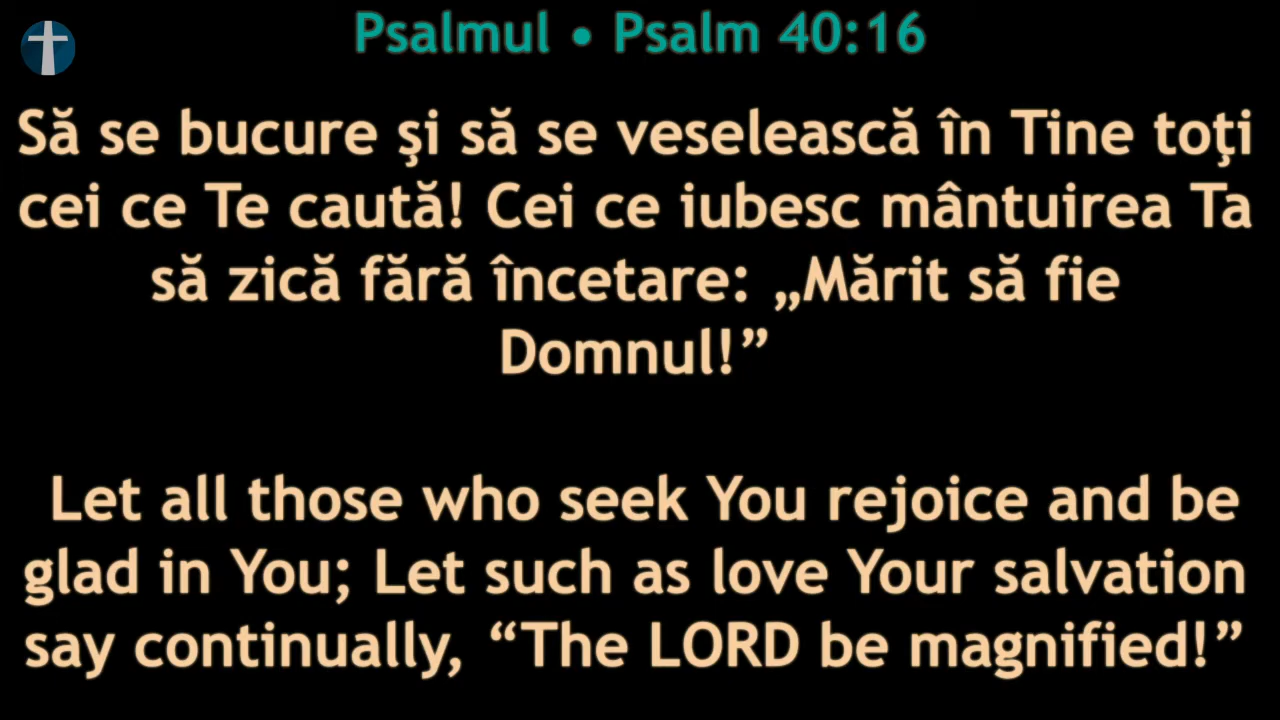 Psalmul • Psalm 40:16
Să se bucure şi să se veselească în Tine toţi
cei ce Te caută! Cei ce iubesc mântuirea Ta
să zică fără încetare: „Mărit să fie
Domnul!”
Let all those who seek You rejoice and be
glad in You; Let such as love Your salvation
say continually, “The LORD be magnified!”